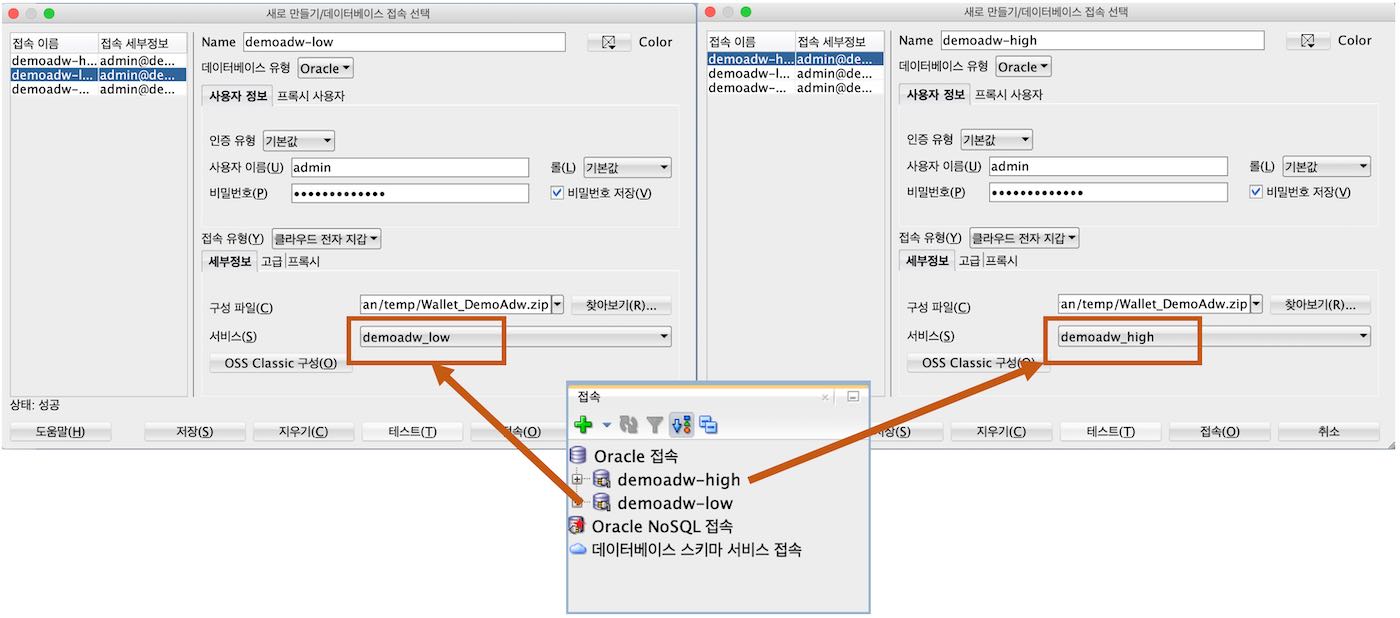 새로 만들기/데이터베이스 접속 선택
접속 이름 접속 세부정보
demoadw-h... admin@de...
demoadw-l... admin@de...
demoadw-... admin@de...
Name demoadw-low Color
데이터베이스 유형 Oracle
사용자 정보 프록시 사용자
인증 유형 기본값
사용자 이름(U) admin 롤(L) 기본값
비밀번호(P) ●●●●●●●●●●●●● 비밀번호 저장(V)
접속 유형(Y) 클라우드 전자 지갑
세부정보 고급 프록시
구성 파일(C) an/temp/Wallet_DemoAdw.zip 찾아보기(R)...
서비스(S) demoadw_low
OSS Classic 구성(O)
상태: 성공
도움말(H) 저장(S) 지우기(C) 테스트(T) 접속(O)
새로 만들기/데이터베이스 접속 선택
접속 이름 접속 세부정보
demoadw-h... admin@de...
demoadw-l... admin@de...
demoadw-... admin@de...
Name demoadw-high Color
데이터베이스 유형 Oracle
사용자 정보 프록시 사용자
인증 유형 기본값
사용자 이름(U) admin 롤(L) 기본값
비밀번호(P) ●●●●●●●●●●●●● 비밀번호 저장(V)
접속 유형(Y) 클라우드 전자 지갑
세부정보 고급 프록시
구성 파일(C) an/temp/Wallet_DemoAdw.zip 찾아보기(R)...
서비스(S) demoadw_high
OSS Classic 구성(O)
저장(S) 지우기(C) 테스트(T) 접속(O) 취소
접속
Oracle 접속
demoadw-high
demoadw-low
Oracle NoSQL 접속
데이터베이스 스키마 서비스 접속